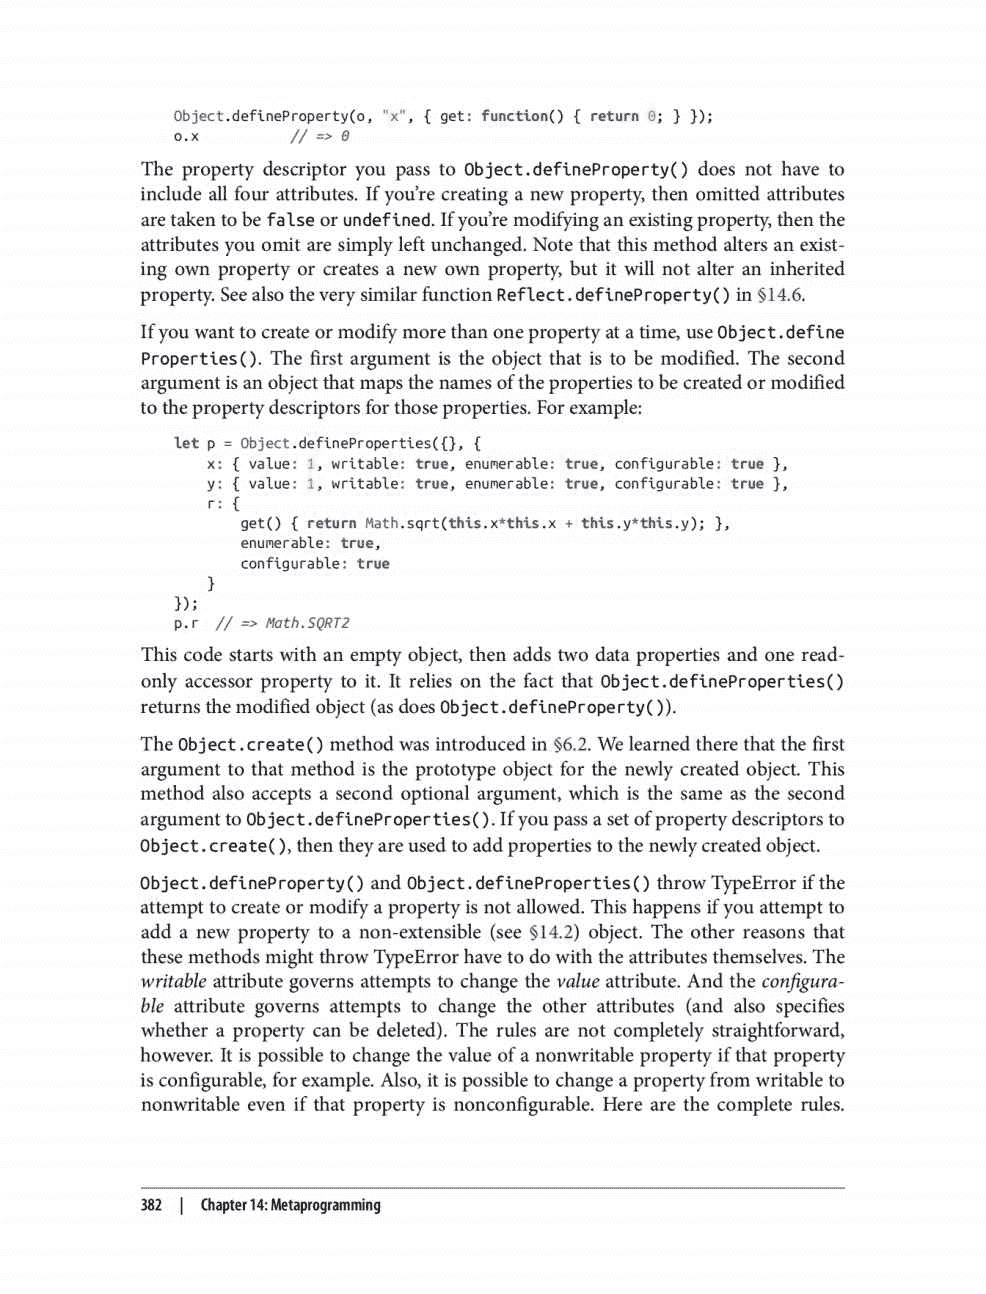 Object.defineProperty(o, "x", { get: function() { return 0; } });
o.x // => 0
The property descriptor you pass to Object.defineProperty() does not have to
include all four attributes. If you're creating a new property, then omitted attributes
are taken to be false or undefined. If you're modifying an existing property, then the
attributes you omit are simply left unchanged. Note that this method alters an exist-
ing own property or creates a new own property, but it will not alter an inherited
property. See also the very similar function Reflect.defineProperty() in §14.6.
If you want to create or modify more than one property at a time, use Object.define
Properties(). The first argument is the object that is to be modified. The second
argument is an object that maps the names of the properties to be created or modified
to the property descriptors for those properties. For example:
let p = Object.defineProperties({}, {
x: { value: 1, writable: true, enumerable: true, configurable: true },
y: { value: 1, writable: true, enumerable: true, configurable: true },
r: {
get() { return Math.sqrt(this.x*this.x + this.y*this.y); },
enumerable: true,
configurable: true
}
});
p.r // => Math.SQRT2
This code starts with an empty object, then adds two data properties and one read-
only accessor property to it. It relies on the fact that Object.defineProperties()
returns the modified object (as does Object.defineProperty()).
The Object.create() method was introduced in §6.2. We learned there that the first
argument to that method is the prototype object for the newly created object. This
method also accepts a second optional argument, which is the same as the second
argument to Object.defineProperties(). If you pass a set of property descriptors to
Object.create(), then they are used to add properties to the newly created object.
Object.defineProperty() and Object.defineProperties() throw TypeError if the
attempt to create or modify a property is not allowed. This happens if you attempt to
add a new property to a non-extensible (see §14.2) object. The other reasons that
these methods might throw TypeError have to do with the attributes themselves. The
writable attribute governs attempts to change the value attribute. And the configura-
ble attribute governs attempts to change the other attributes (and also specifies
whether a property can be deleted). The rules are not completely straightforward,
however. It is possible to change the value of a nonwritable property if that property
is configurable, for example. Also, it is possible to change a property from writable to
nonwritable even if that property is nonconfigurable. Here are the complete rules.
382 | Chapter 14: Metaprogramming